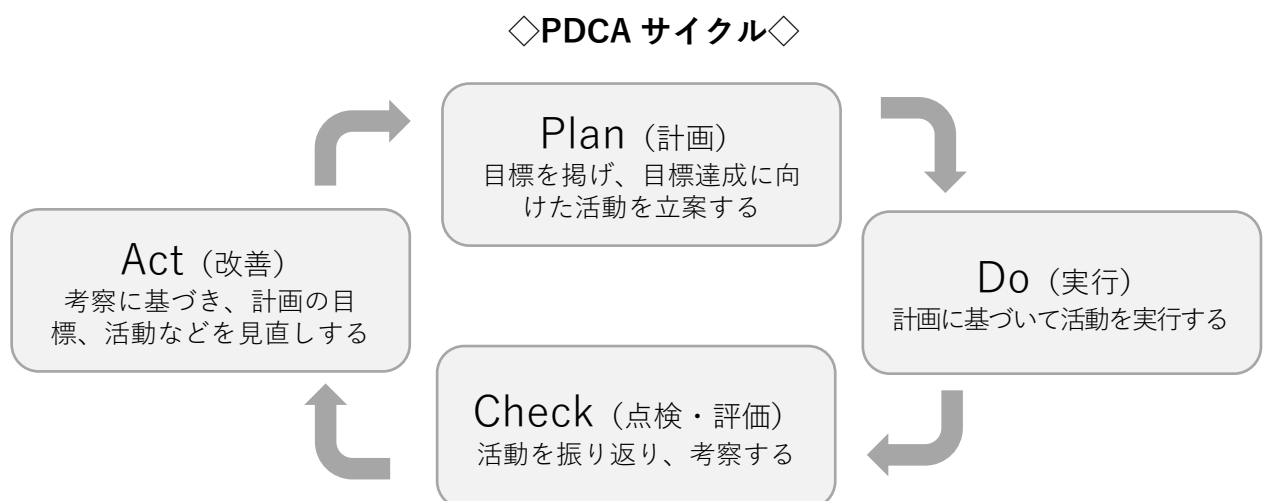 ◇PDCA サイクル◇
Plan（計画）
目標を掲げ、目標達成に向
けた活動を立案する
Do（実行）
計画に基づいて活動を実行する
Check（点検・評価）
活動を振り返り、考察する
Act（改善）
考察に基づき、計画の目
標、活動などを見直しする